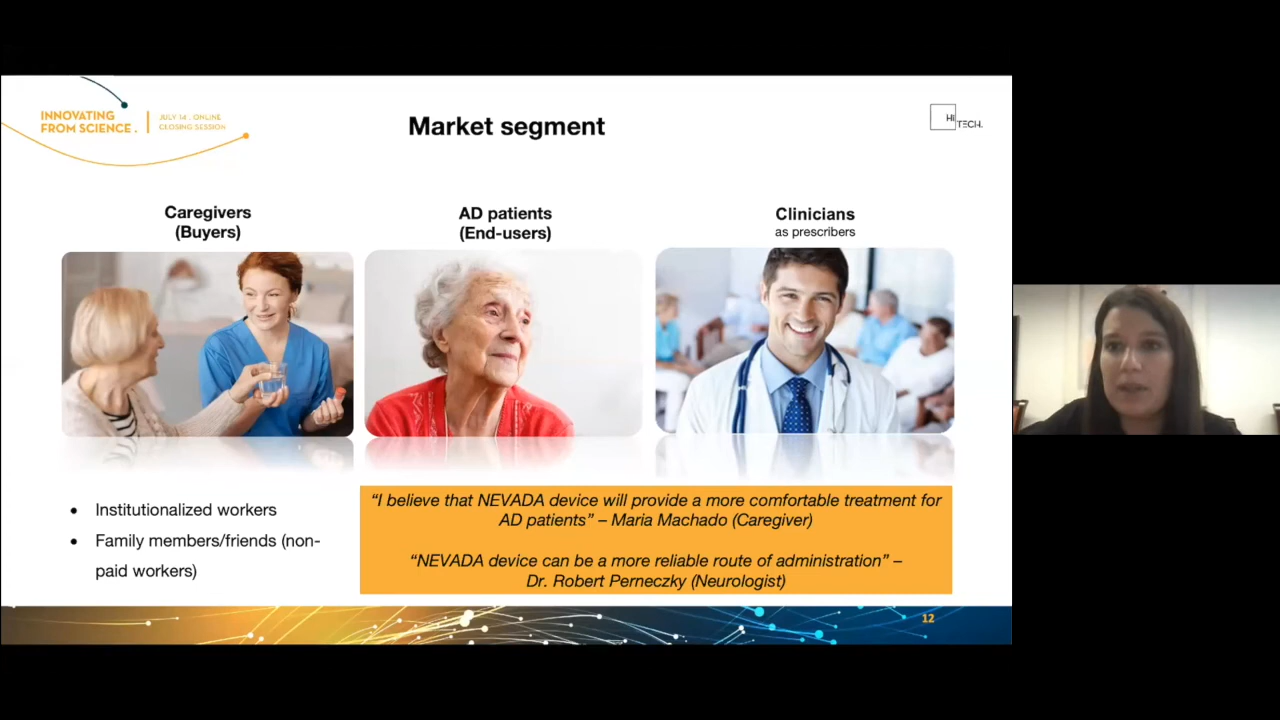 INNOVATING
FROM SCIENCE.
JULY 14 . ONLINE
CLOSING SESSION
Market segment
HI
TECH.
Caregivers
(Buyers)
AD patients
(End-users)
Clinicians
as prescribers
• Institutionalized workers
• Family members/friends (non-
paid workers)
“I believe that NEVADA device will provide a more comfortable treatment for
AD patients” – Maria Machado (Caregiver)
“NEVADA device can be a more reliable route of administration” –
Dr. Robert Perneczky (Neurologist)
12